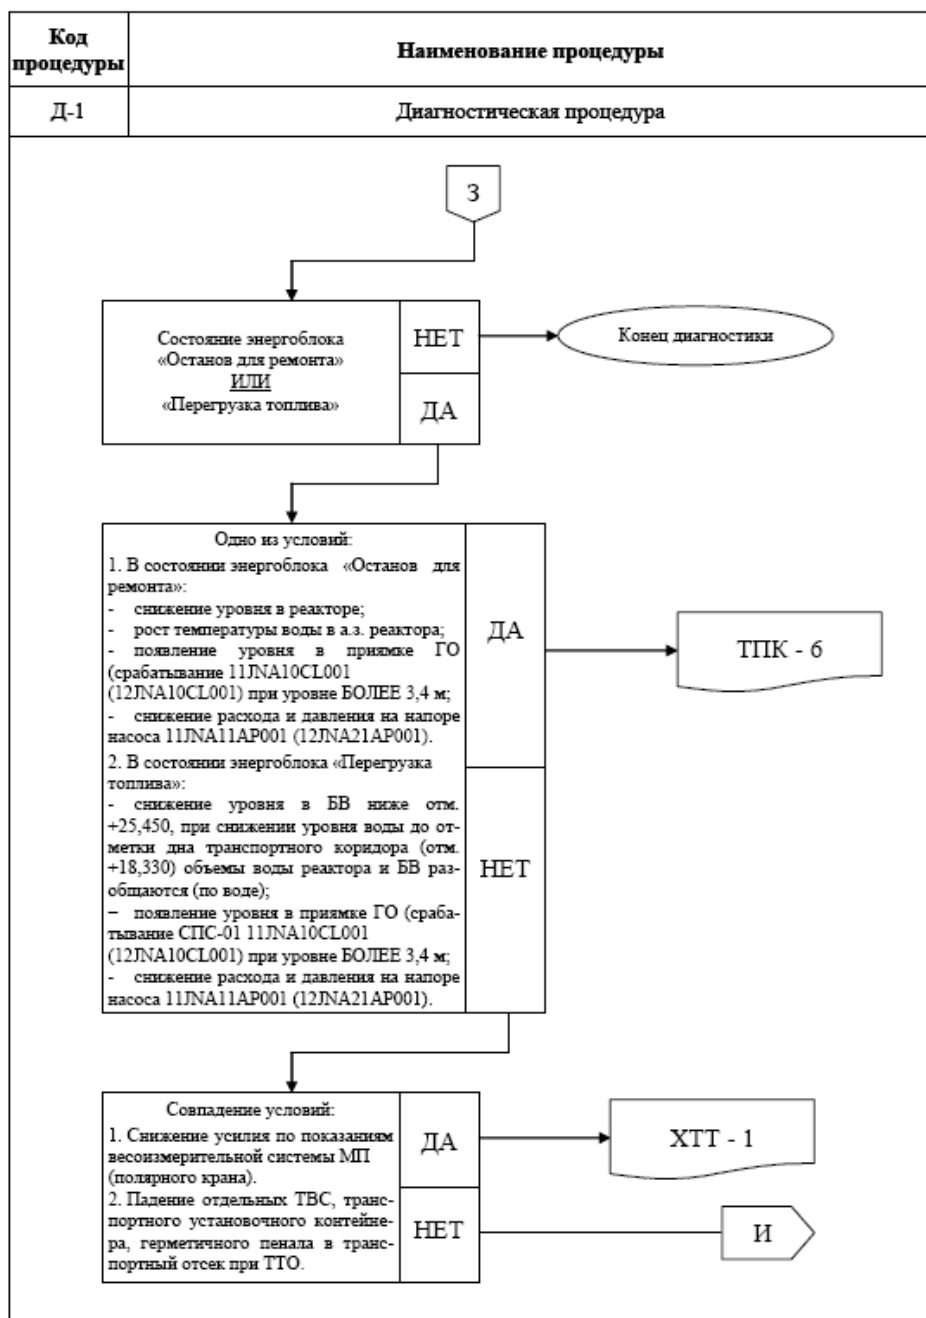 Код процедуры
Наименование процедуры
Д-1
Диагностическая процедура
3
Состояние энергоблока
«Останов для ремонта»
ИЛИ
«Перегрузка топлива»
НЕТ
ДА
Конец диагностики
Одно из условий:
1. В состоянии энергоблока «Останов для
ремонта»:
- снижение уровня в реакторе;
- рост температуры воды в а.з. реактора;
- появление уровня в приямке ГО
(срабатывание 11JNA10CL001
(12JNA10CL001) при уровне БОЛЕЕ 3,4 м;
- снижение расхода и давления на напоре
насоса 11JNA11AP001 (12JNA21AP001).
2. В состоянии энергоблока «Перегрузка
топлива»:
- снижение уровня в БВ ниже отм.
+25,450, при снижении уровня воды до от-
метки дна транспортного коридора (отм.
+18,330) объемы воды реактора и БВ раз-
общаются (по воде);
– появление уровня в приямке ГО (сраба-
тывание СПС-01 11JNA10CL001
(12JNA10CL001) при уровне БОЛЕЕ 3,4 м;
- снижение расхода и давления на напоре
насоса 11JNA11AP001 (12JNA21AP001).
ДА
НЕТ
ТПК - 6
Совпадение условий:
1. Снижение усилия по показаниям
весоизмерительной системы МП
(полярного крана).
2. Падение отдельных ТВС, транс-
портного установочного контейне-
ра, герметичного пенала в транс-
портный отсек при ТТО.
ДА
НЕТ
ХТТ - 1
И